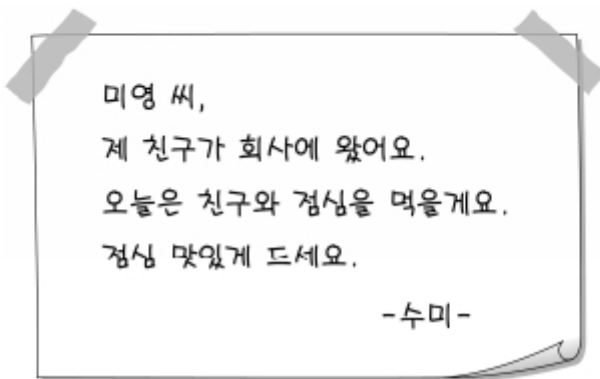 미영 씨,
제 친구가 회사에 왔어요.
오늘은 친구와 점심을 먹을게요.
점심 맛있게 드세요.
-수미-